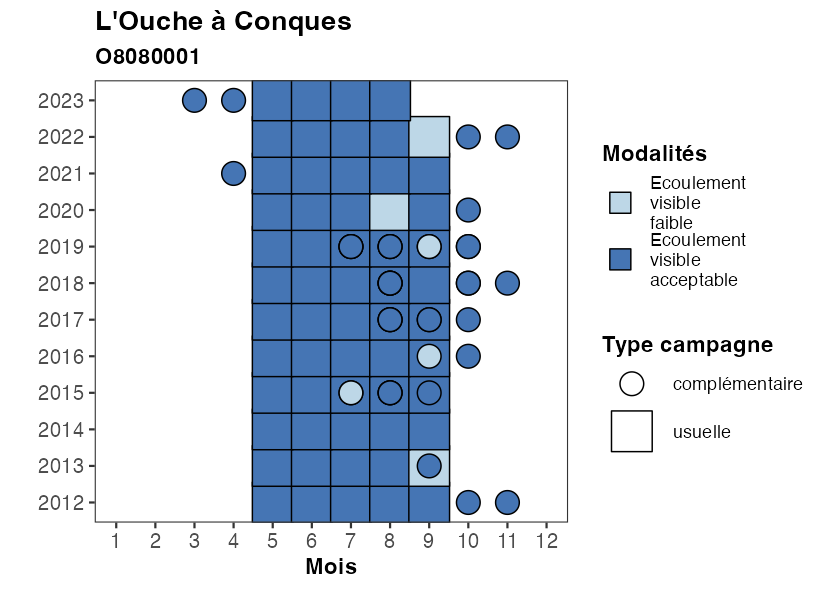 L'Ouche à Conques
O8080001
2023
2022
2021
2020
2019
2018
2017
2016
2015
2014
2013
2012
1 2 3 4 5 6 7 8 9 10 11 12
Mois
Modalités
Ecoulement
visible
faible
Ecoulement
visible
acceptable
Type campagne
complémentaire
usuelle